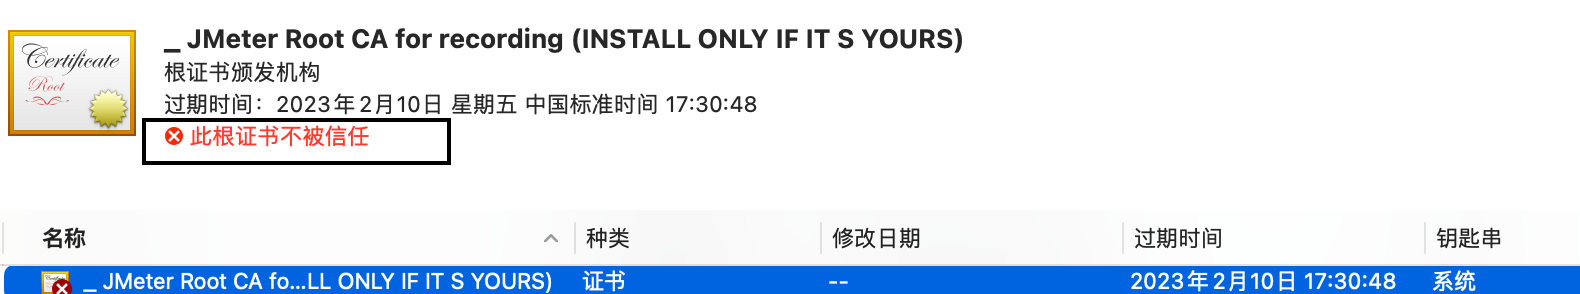 Certificate
Root
_ JMeter Root CA for recording (INSTALL ONLY IF IT S YOURS)
根证书颁发机构
过期时间：2023年2月10日 星期五 中国标准时间 17:30:48
此根证书不被信任
名称 种类 修改日期 过期时间 钥匙串
_ JMeter Root CA fo...LL ONLY IF IT S YOURS) 证书 -- 2023年2月10日 17:30:48 系统